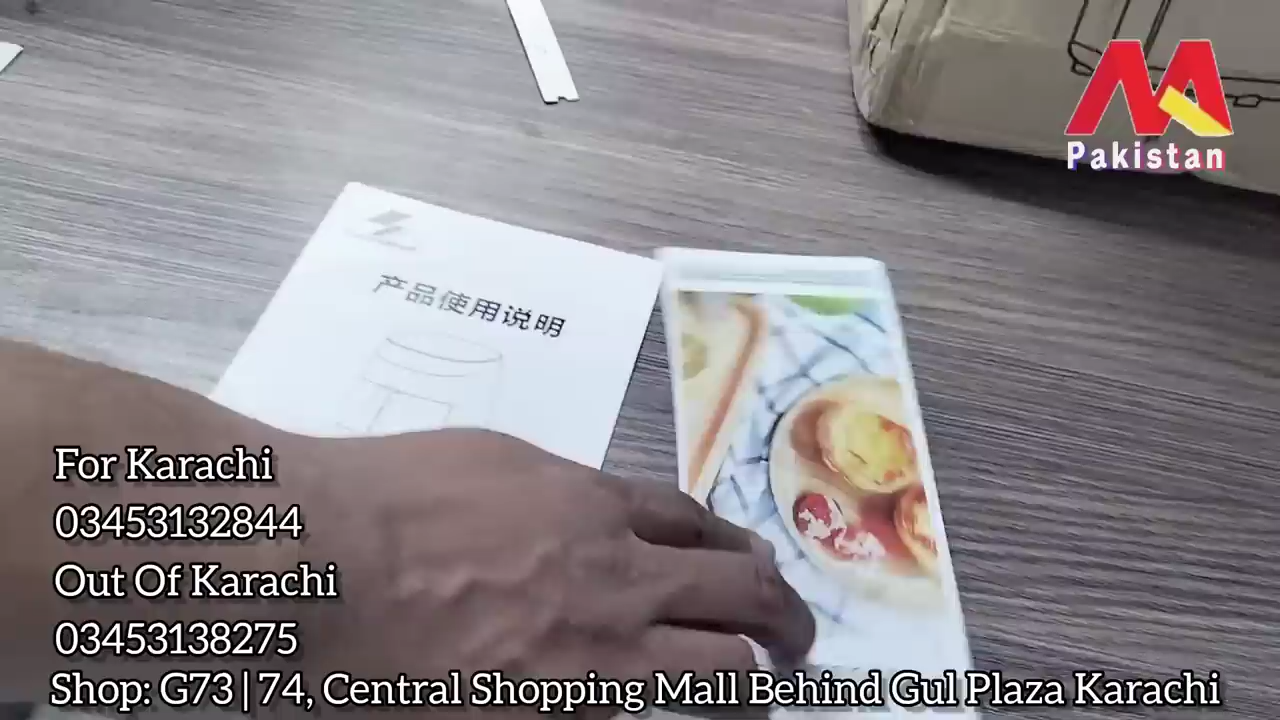 Pakistan
产品使用说明
For Karachi
03453132844
Out Of Karachi
03453138275
Shop: G73|74, Central Shopping Mall Behind Gul Plaza Karachi